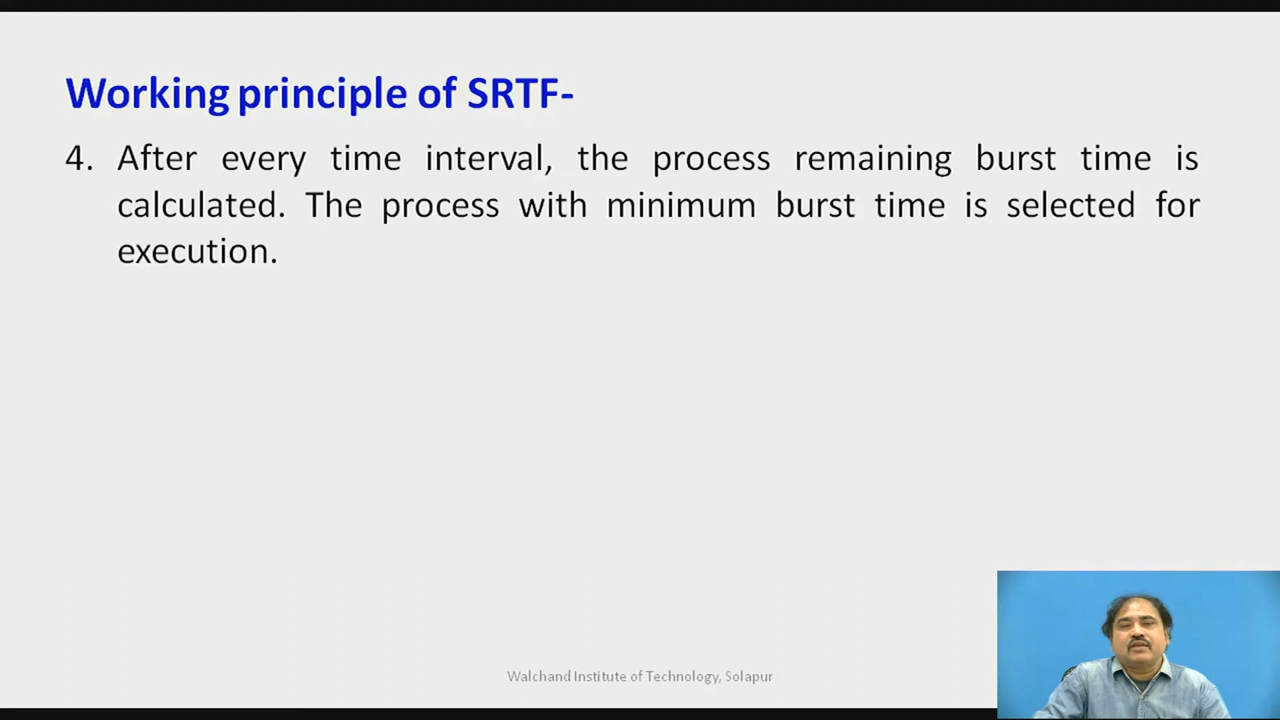 Working principle of SRTF-
4. After every time interval, the process remaining burst time is
calculated. The process with minimum burst time is selected for
execution.
Walchand Institute of Technology, Solapur